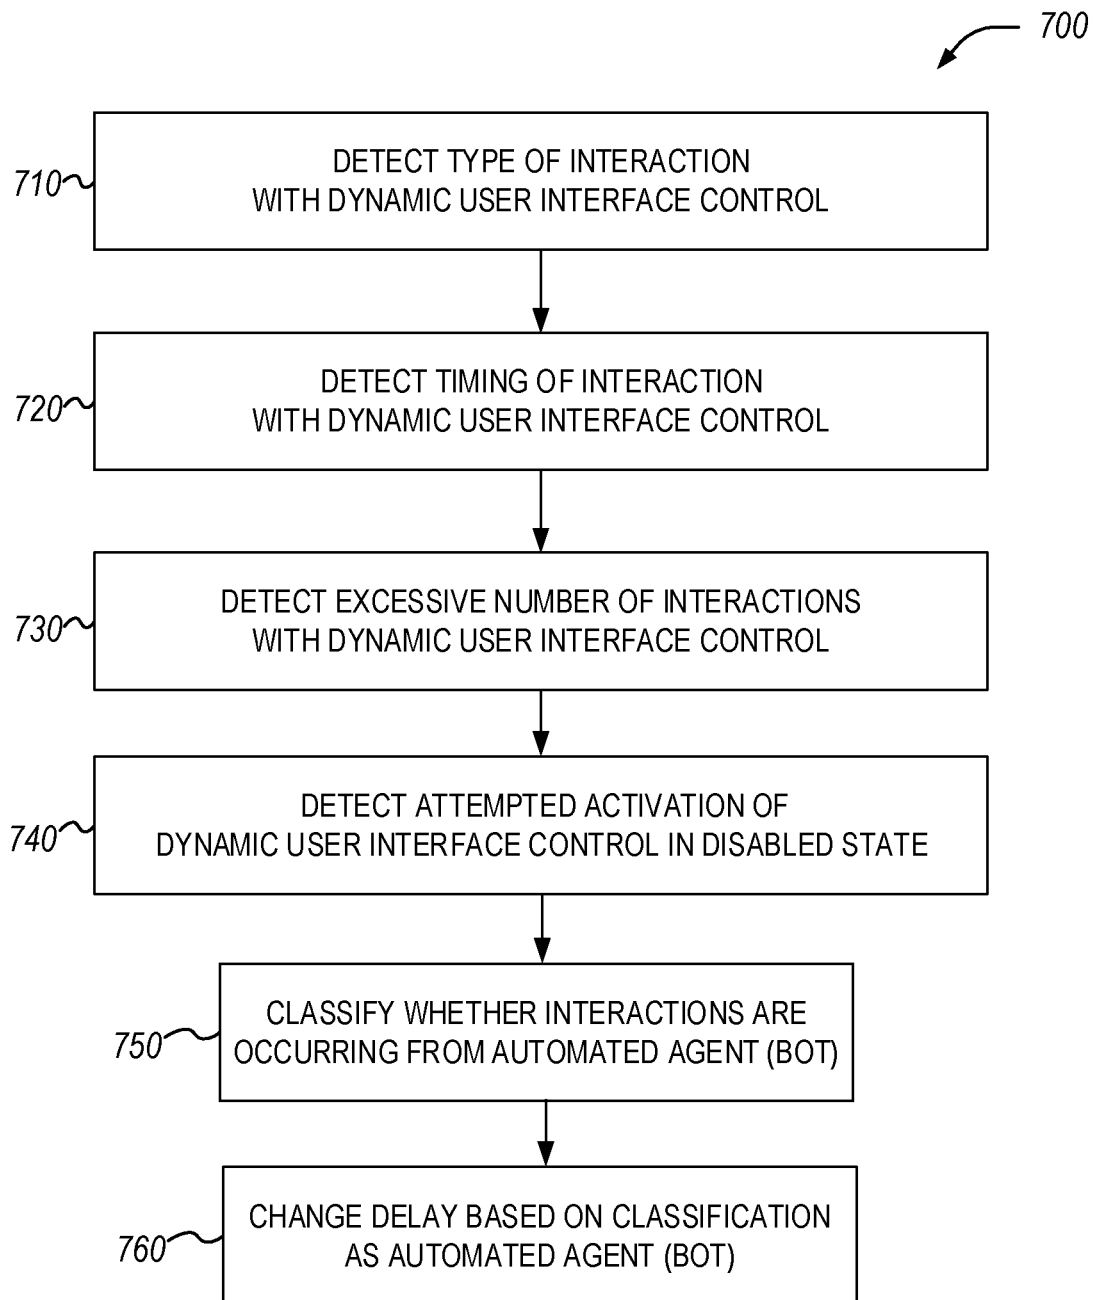 700
710
DETECT TYPE OF INTERACTION
WITH DYNAMIC USER INTERFACE CONTROL
720
DETECT TIMING OF INTERACTION
WITH DYNAMIC USER INTERFACE CONTROL
730
DETECT EXCESSIVE NUMBER OF INTERACTIONS
WITH DYNAMIC USER INTERFACE CONTROL
740
DETECT ATTEMPTED ACTIVATION OF
DYNAMIC USER INTERFACE CONTROL IN DISABLED STATE
750
CLASSIFY WHETHER INTERACTIONS ARE
OCCURRING FROM AUTOMATED AGENT (BOT)
760
CHANGE DELAY BASED ON CLASSIFICATION
AS AUTOMATED AGENT (BOT)